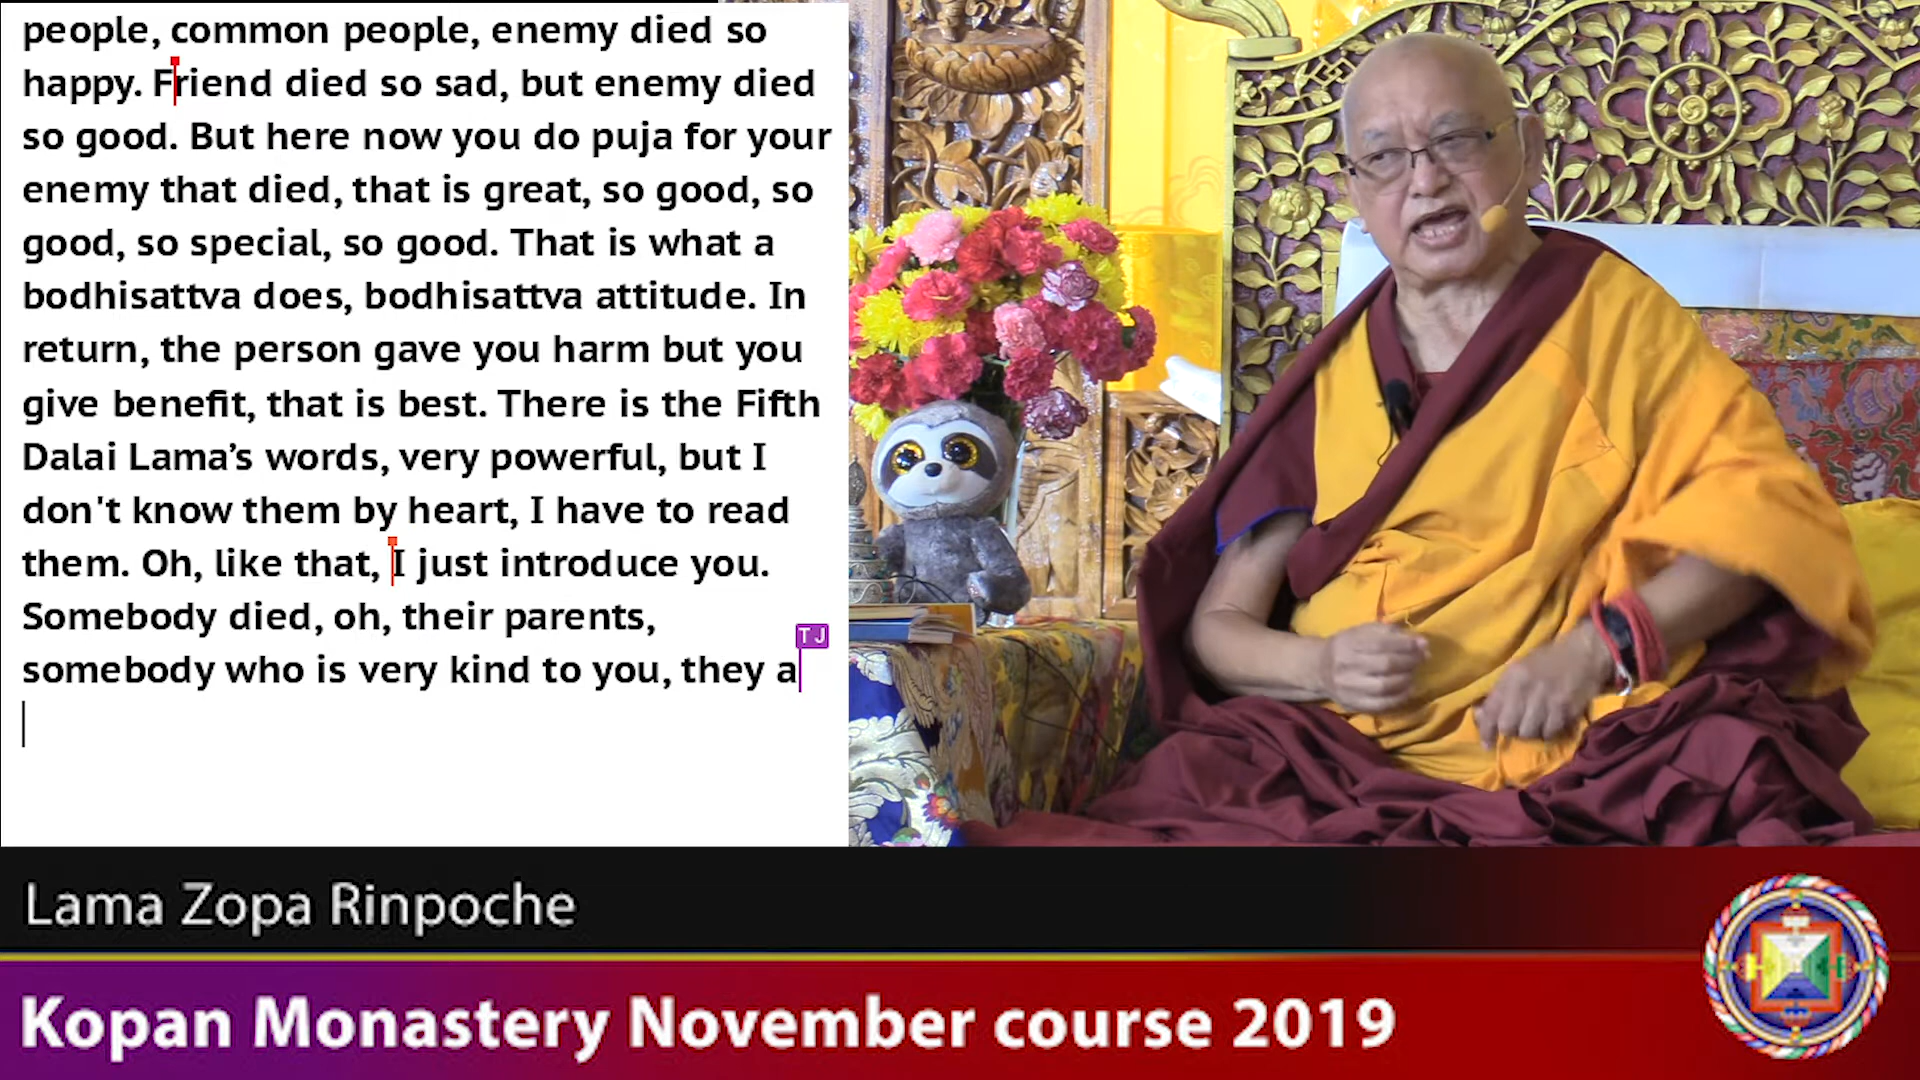 people, common people, enemy died so
happy. Friend died so sad, but enemy died
so good. But here now you do puja for your
enemy that died, that is great, so good, so
good, so special, so good. That is what a
bodhisattva does, bodhisattva attitude. In
return, the person gave you harm but you
give benefit, that is best. There is the Fifth
Dalai Lama’s words, very powerful, but I
don't know them by heart, I have to read
them. Oh, like that, I just introduce you.
Somebody died, oh, their parents,
TJ
somebody who is very kind to you, they a
Lama Zopa Rinpoche
Kopan Monastery November course 2019